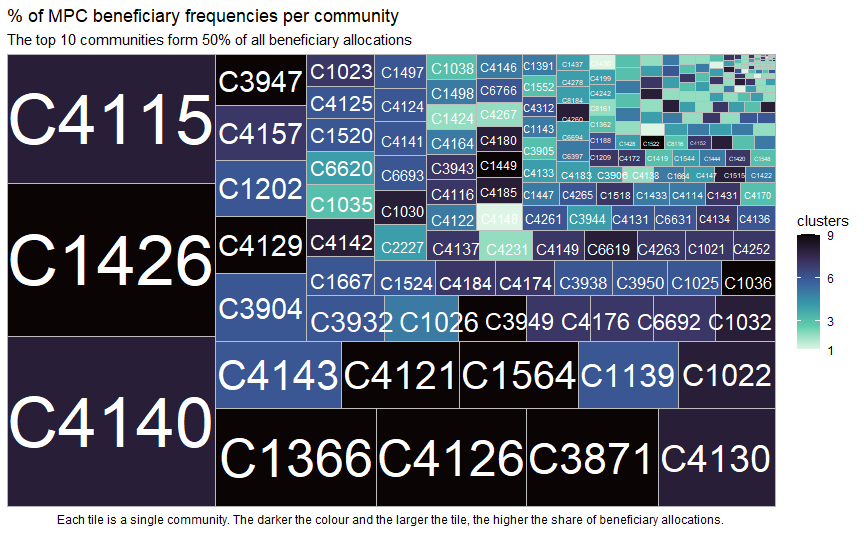 % of MPC beneficiary frequencies per community
The top 10 communities form 50% of all beneficiary allocations
C4115
C1426
C4140
C3947
C4157
C1202
C4129
C3904
C1023
C4125
C1520
C6620
C1035
C4142
C1667
C1497
C4124
C4141
C6693
C1030
C2227
C1038
C1498
C1424
C4164
C3943
C4116
C4122
C4146
C6766
C4267
C4180
C1449
C4185
C4148
C1391
C1552
C4312
C1143
C3905
C4133
C1437
C4278
C8184
C4260
C6694
C6397
C4199
C4242
C8161
C1362
C1188
C1209
C1428 C1522 C8116 C4152
C4172 C1419 C1544 C1444 C1420 C1548
C4183 C3906 C4138 C1664 C4147 C1515 C1422
C1447 C4265 C1518 C1433 C4114 C1431 C4170
C4261 C3944 C4131 C6631 C4134 C4136
C4137 C4231 C4149 C6619 C4263 C1021 C4252
C1524 C4184 C4174 C3938 C3950 C1025 C1036
C3932 C1026 C3949 C4176 C6692 C1032
C4143 C4121 C1564 C1139 C1022
C1366 C4126 C3871 C4130
clusters
9
6
3
1
Each tile is a single community. The darker the colour and the larger the tile, the higher the share of beneficiary allocations.